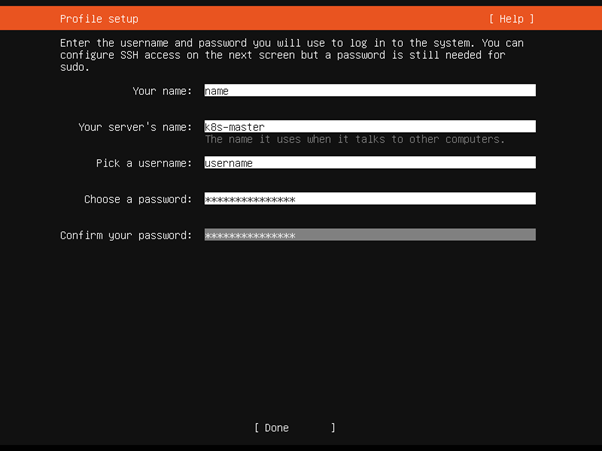 Profile setup [ Help ]
Enter the username and password you will use to log in to the system. You can
configure SSH access on the next screen but a password is still needed for
sudo.
Your name: name
Your server's name: k8s-master
The name it uses when it talks to other computers.
Pick a username: username
Choose a password: ***************
Confirm your password: ***************
[ Done ]